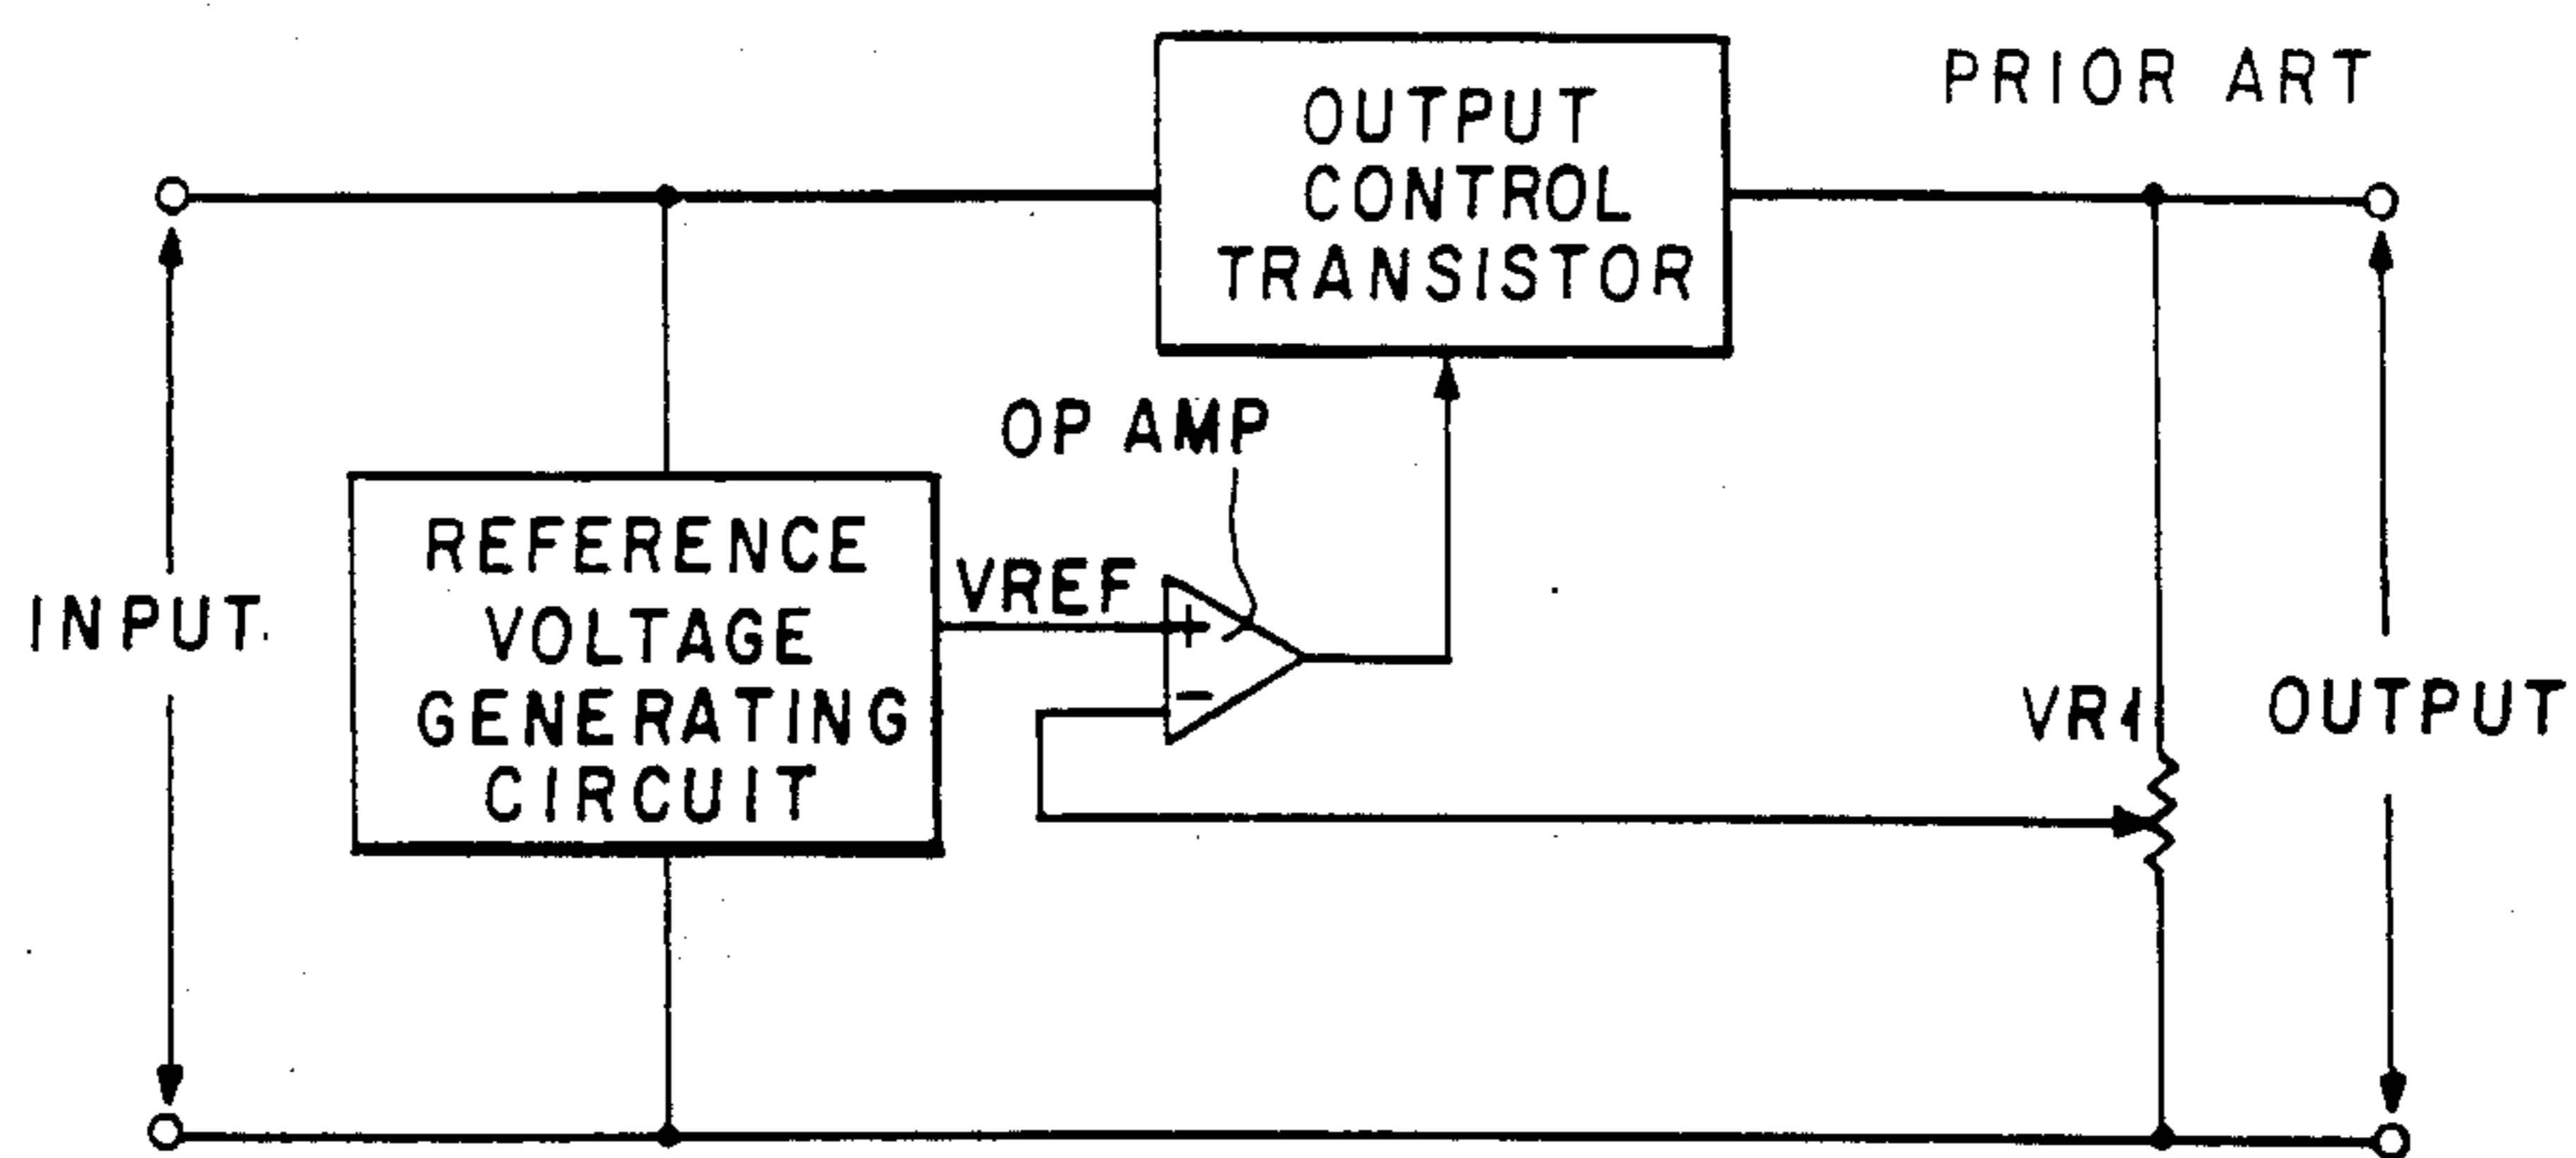 PRIOR ART
OUTPUT
CONTROL
TRANSISTOR
OP AMP
REFERENCE
VOLTAGE
GENERATING
CIRCUIT
VREF
+
-
INPUT
VR1
OUTPUT